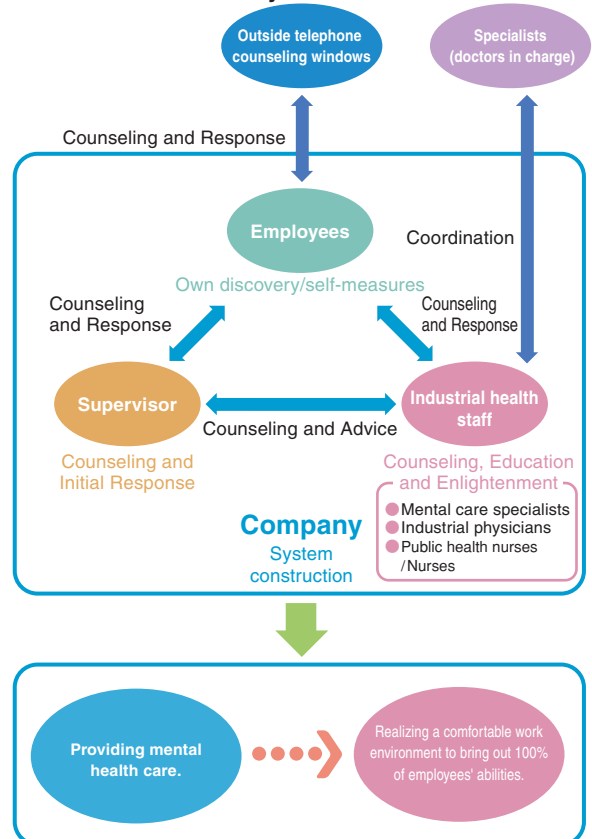 Outside telephone
counseling windows
Specialists
(doctors in charge)
Counseling and Response
Employees
Coordination
Own discovery/self-measures
Counseling
and Response
Counseling
and Response
Supervisor
Industrial health
staff
Counseling and Advice
Counseling and
Initial Response
Counseling, Education
and Enlightenment
Mental care specialists
Industrial physicians
Public health nurses
/Nurses
Company
System
construction
Providing mental
health care.
Realizing a comfortable work
environment to bring out 100%
of employees' abilities.